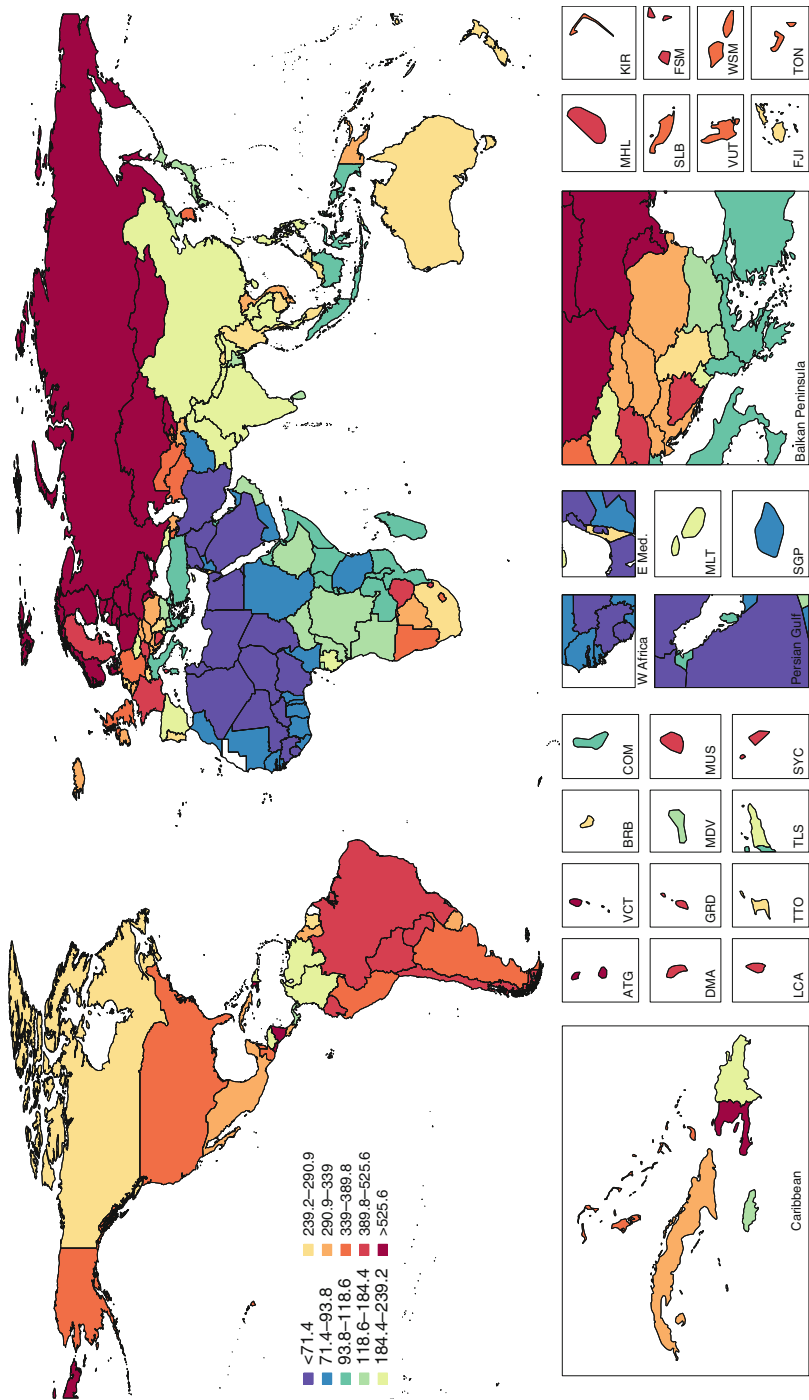 <71.4
71.4–93.8
93.8–118.6
118.6–184.4
184.4–239.2
239.2–290.9
290.9–339
339–389.8
389.8–525.6
>525.6
Caribbean
ATG
VCT
BRB
COM
DMA
GRD
MDV
MUS
LCA
TTO
TLS
SYC
W Africa
E Med.
Persian Gulf
MLT
SGP
Balkan Peninsula
MHL
KIR
SLB
FSM
VUT
WSM
FJI
TON